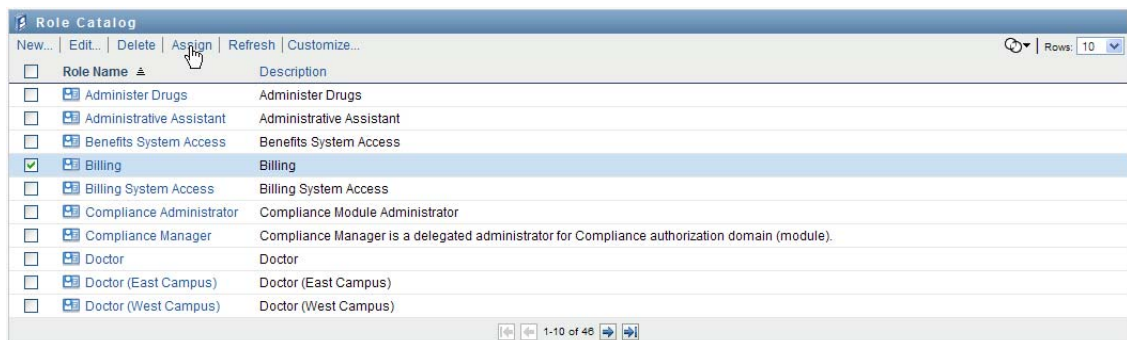 Role Catalog
New... | Edit... | Delete | Assign | Refresh | Customize... Rows: 10
Role Name Description
Administer Drugs Administer Drugs
Administrative Assistant Administrative Assistant
Benefits System Access Benefits System Access
Billing Billing
Billing System Access Billing System Access
Compliance Administrator Compliance Module Administrator
Compliance Manager Compliance Manager is a delegated administrator for Compliance authorization domain (module).
Doctor Doctor
Doctor (East Campus) Doctor (East Campus)
Doctor (West Campus) Doctor (West Campus)
1-10 of 46